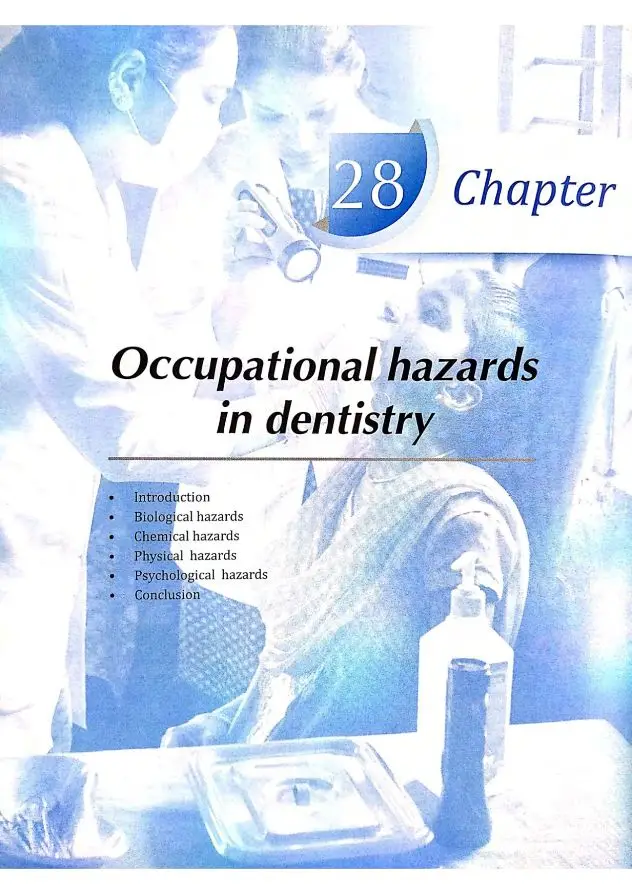 28 Chapter
Occupational hazards
in dentistry
• Introduction
• Biological hazards
• Chemical hazards
• Physical hazards
• Psychological hazards
• Conclusion